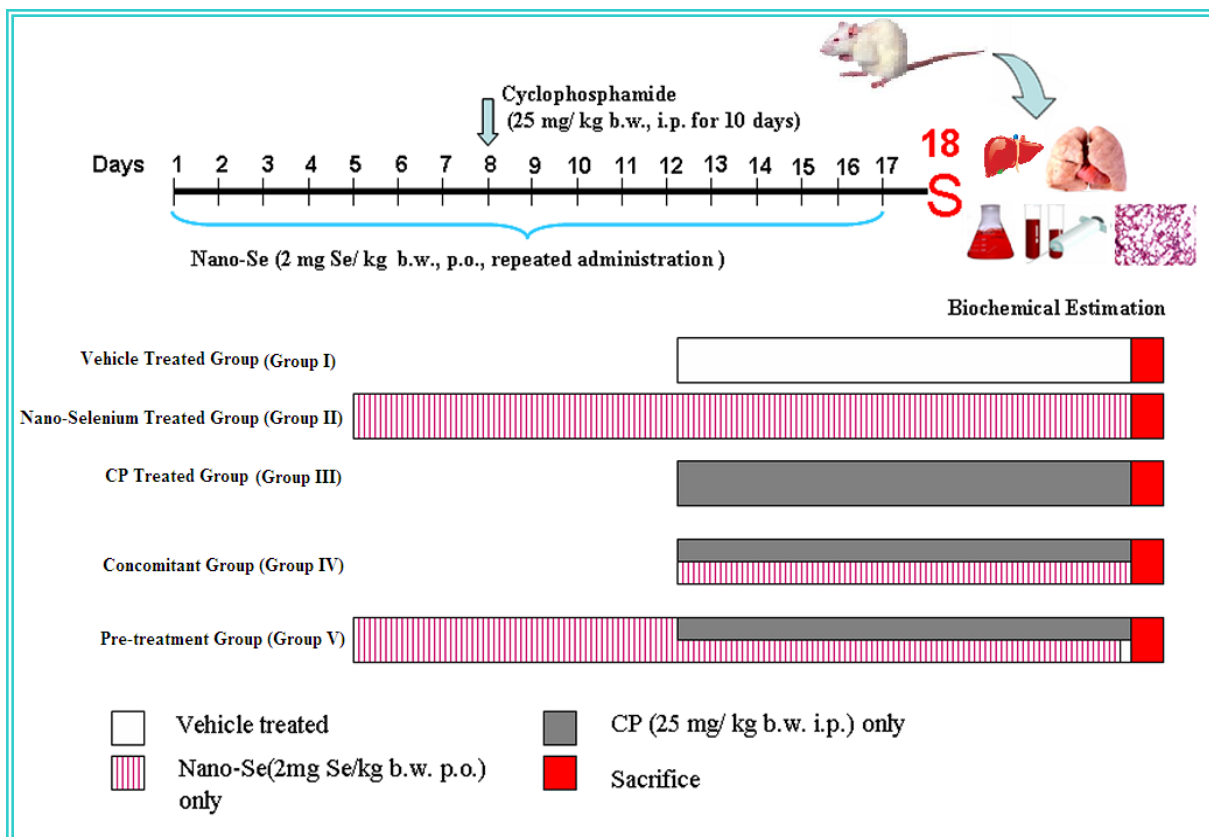 Cyclophosphamide
(25 mg/ kg b.w., i.p. for 10 days)
Days 1 2 3 4 5 6 7 8 9 10 11 12 13 14 15 16 17
18
S
Nano-Se (2 mg Se/ kg b.w., p.o., repeated administration )
Biochemical Estimation
Vehicle Treated Group (Group I)
Nano-Selenium Treated Group (Group II)
CP Treated Group (Group III)
Concomitant Group (Group IV)
Pre-treatment Group (Group V)
Vehicle treated
CP (25 mg/ kg b.w. i.p.) only
Nano-Se(2mg Se/kg b.w. p.o.)
only
Sacrifice